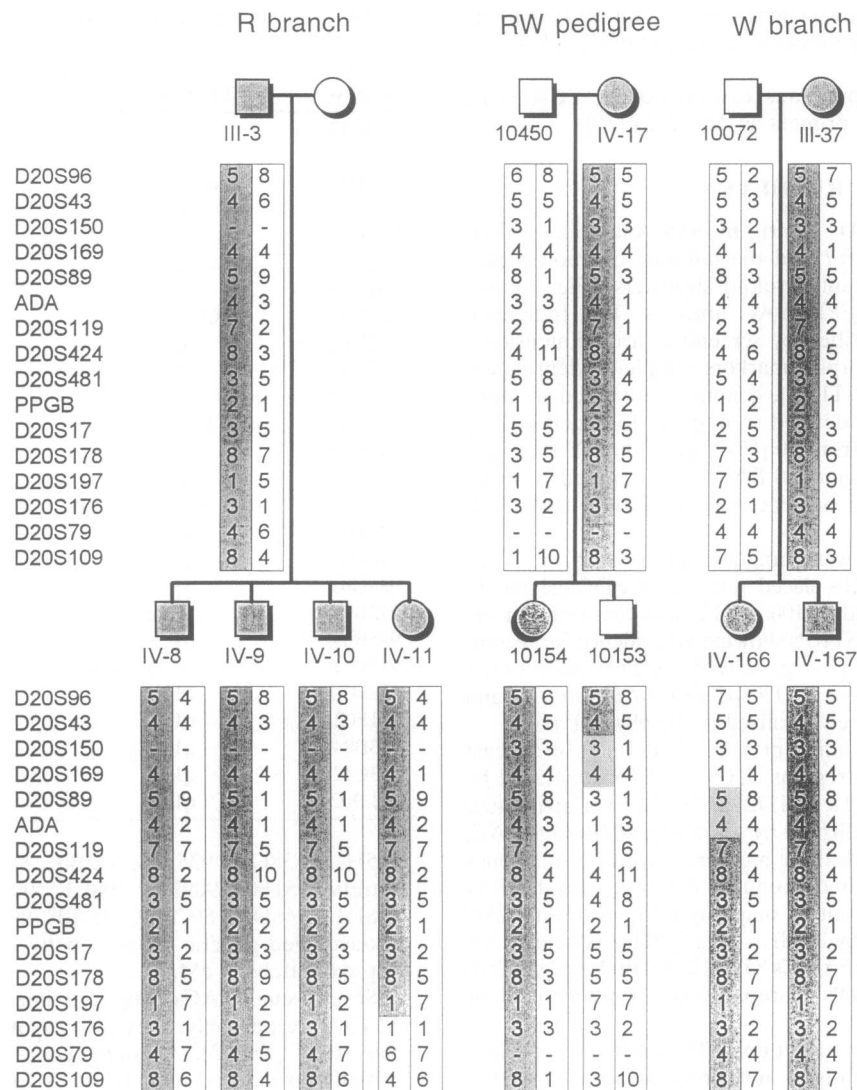 R branch RW pedigree W branch
III-3 10450 IV-17 10072 III-37
D20S96 5 8 6 8 5 5 5 2 5 7
D20S43 4 6 5 5 4 5 5 3 4 5
D20S150 - - 3 1 3 3 3 2 3 3
D20S169 4 4 4 4 4 4 4 1 4 1
D20S89 5 9 8 1 5 3 8 3 5 5
ADA 4 3 3 3 4 1 4 4 4 4
D20S119 7 2 2 6 7 1 2 3 7 2
D20S424 8 3 4 11 8 4 4 6 8 5
D20S481 3 5 5 8 3 4 5 4 3 3
PPGB 2 1 1 1 2 2 1 2 2 1
D20S17 3 5 5 5 3 5 2 5 3 3
D20S178 8 7 3 5 8 5 7 3 8 6
D20S197 1 5 1 7 1 7 7 5 1 9
D20S176 3 1 3 2 3 3 2 1 3 4
D20S79 4 6 - - - - 4 4 4 4
D20S109 8 4 1 10 8 3 7 5 8 3
IV-8 IV-9 IV-10 IV-11 10154 10153 IV-166 IV-167
D20S96 5 4 5 8 5 8 5 4 5 6 5 8 7 5 5 5
D20S43 4 4 4 3 4 3 4 4 4 5 4 5 5 5 4 5
D20S150 - - - - - - - - 3 3 3 1 3 3 3 3
D20S169 4 1 4 4 4 4 4 1 4 4 4 4 1 4 4 4
D20S89 5 9 5 1 5 1 5 9 5 8 3 1 5 8 5 8
ADA 4 2 4 1 4 1 4 2 4 3 1 3 4 4 4 4
D20S119 7 7 7 5 7 5 7 7 7 2 1 6 7 2 7 2
D20S424 8 2 8 10 8 10 8 2 8 4 4 11 8 4 8 4
D20S481 3 5 3 5 3 5 3 5 3 5 4 8 3 5 3 5
PPGB 2 1 2 2 2 2 2 1 2 1 2 1 2 1 2 1
D20S17 3 2 3 3 3 3 3 2 3 5 5 5 3 2 3 2
D20S178 8 5 8 9 8 5 8 5 8 3 5 5 8 7 8 7
D20S197 1 7 1 2 1 2 1 7 1 1 7 7 1 7 1 7
D20S176 3 1 3 2 3 1 1 1 3 3 3 2 3 2 3 2
D20S79 4 7 4 5 4 7 6 7 - - - - 4 4 4 4
D20S109 8 6 8 4 8 6 4 6 8 1 3 10 8 7 8 7